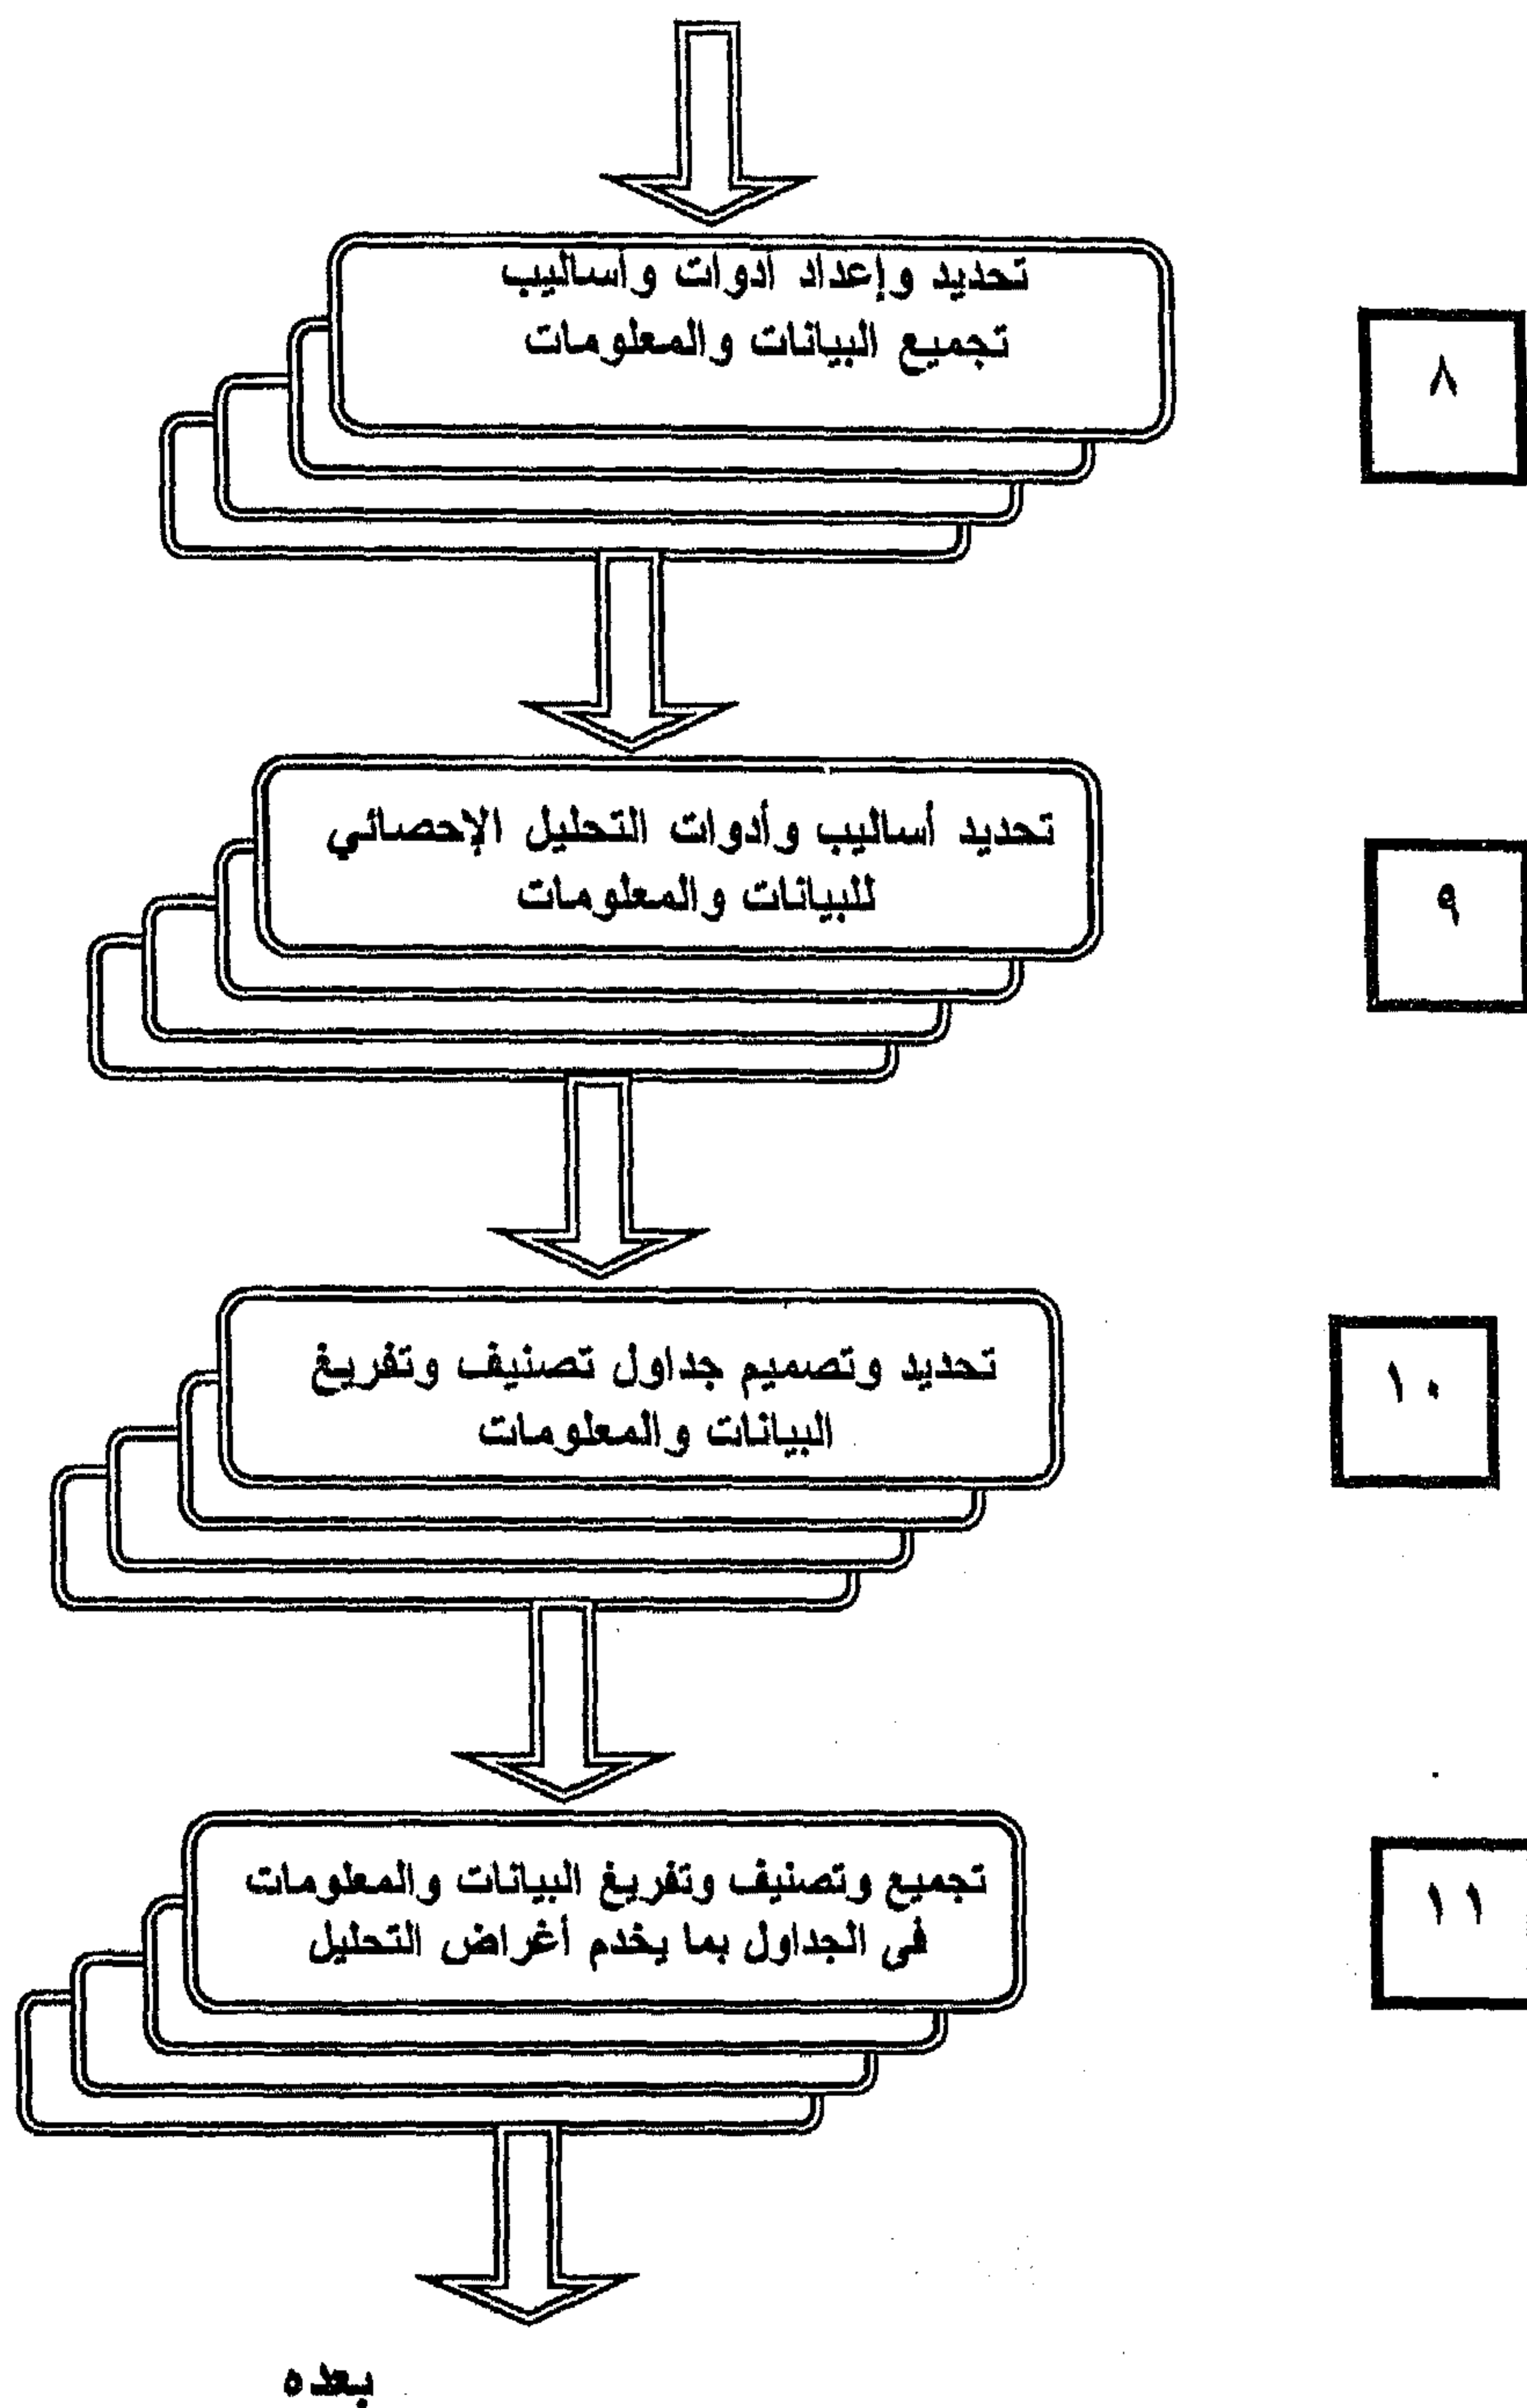 تحديد وإعداد أدوات وأساليب
تجميع البيانات والمعلومات
٨
تحديد أساليب وأدوات التحليل الإحصائي
للبيانات والمعلومات
٩
تحديد وتصميم جداول تصنيف وتفريغ
البيانات والمعلومات
١٠
تجميع وتصنيف وتفريغ البيانات والمعلومات
فى الجداول بما يخدم أغراض التحليل
١١
بعده